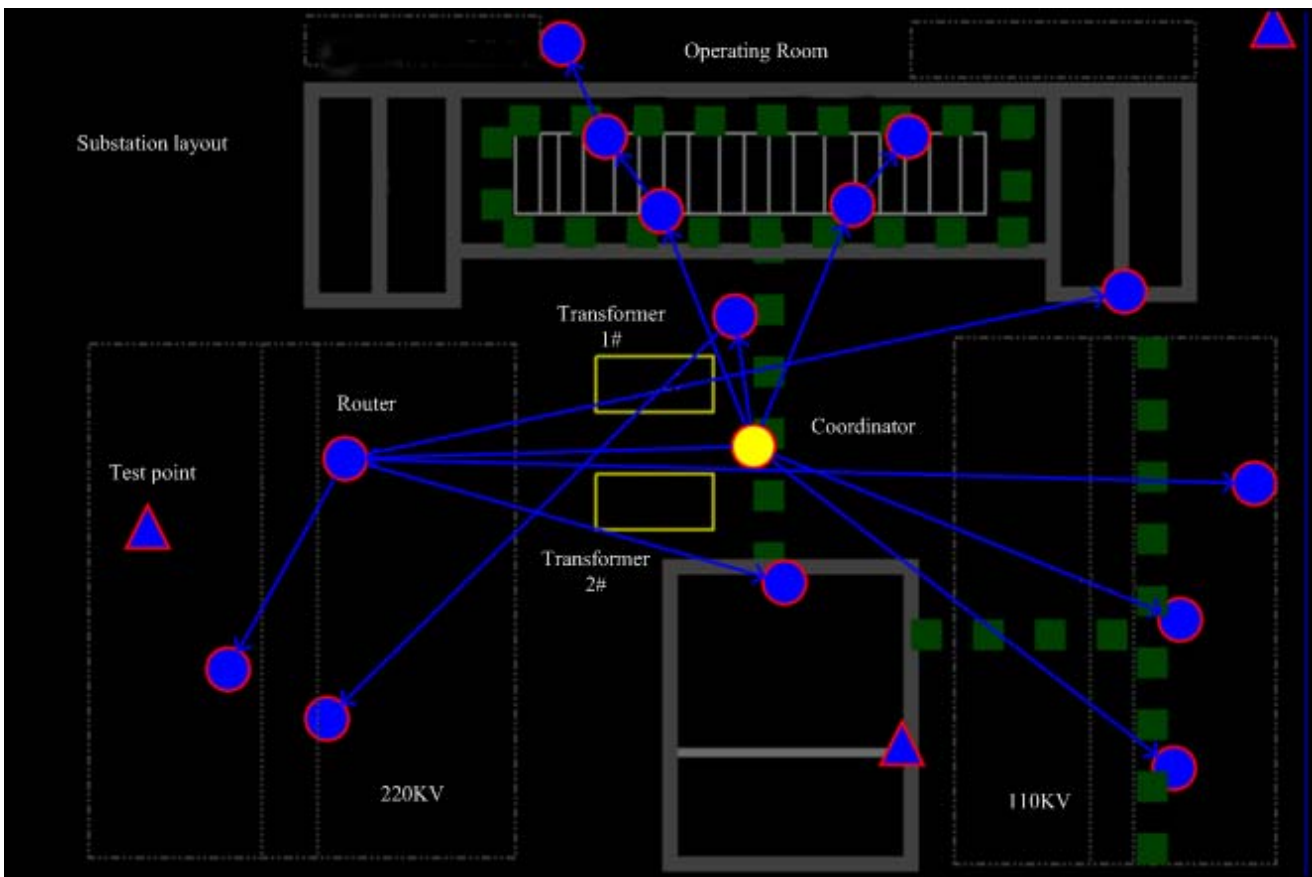 Operating Room
Substation layout
Transformer
1#
Router
Coordinator
Test point
Transformer
2#
220KV
110KV